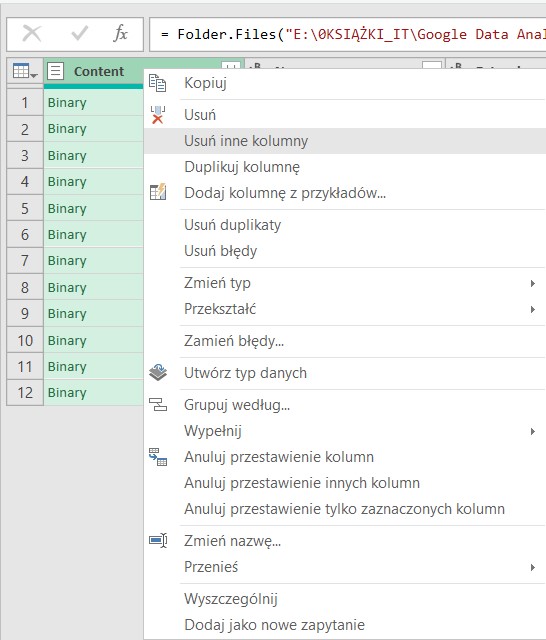 fx = Folder.Files("E:\0KSIĄŻKI_IT\Google Data Anal
Content
1 Binary
2 Binary
3 Binary
4 Binary
5 Binary
6 Binary
7 Binary
8 Binary
9 Binary
10 Binary
11 Binary
12 Binary
Kopiuj
Usuń
Usuń inne kolumny
Duplikuj kolumnę
Dodaj kolumnę z przykładów...
Usuń duplikaty
Usuń błędy
Zmień typ
Przekształć
Zamień błędy...
Utwórz typ danych
Grupuj według...
Wypełnij
Anuluj przestawienie kolumn
Anuluj przestawienie innych kolumn
Anuluj przestawienie tylko zaznaczonych kolumn
Zmień nazwę...
Przenieś
Wyszczególnij
Dodaj jako nowe zapytanie